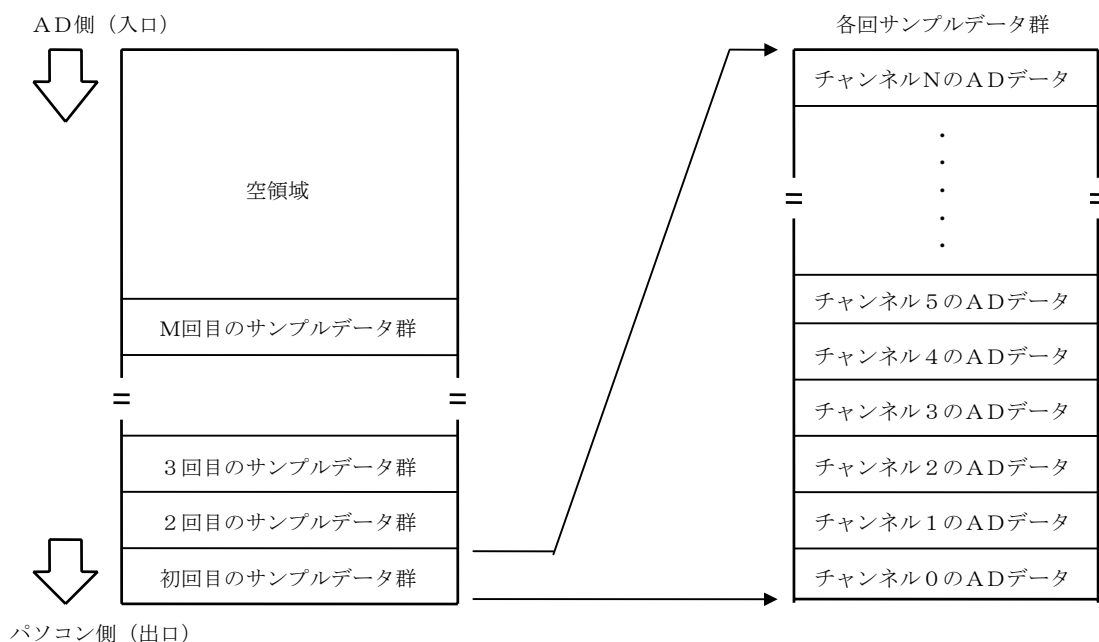 AD側（入口）
空領域
M回目のサンプルデータ群
=
=
3回目のサンプルデータ群
2回目のサンプルデータ群
初回目のサンプルデータ群
パソコン側（出口）
各回サンプルデータ群
チャンネルNのADデータ
・
・
・
・
・
=
=
チャンネル5のADデータ
チャンネル4のADデータ
チャンネル3のADデータ
チャンネル2のADデータ
チャンネル1のADデータ
チャンネル0のADデータ